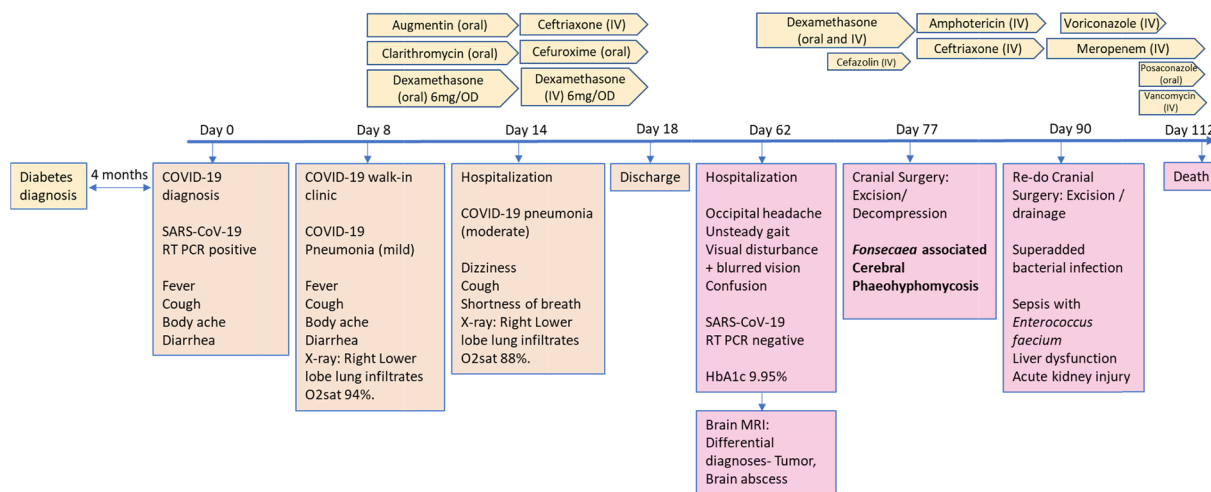 Augmentin (oral)
Ceftriaxone (IV)
Clarithromycin (oral)
Cefuroxime (oral)
Dexamethasone
(oral) 6mg/OD
Dexamethasone
(IV) 6mg/OD
Dexamethasone
(oral and IV)
Cefazolin (IV)
Amphotericin (IV)
Ceftriaxone (IV)
Voriconazole (IV)
Meropenem (IV)
Posaconazole
(oral)
Vancomycin
(IV)
Day 0
Day 8
Day 14
Day 18
Day 62
Day 77
Day 90
Day 112
Diabetes
diagnosis
4 months
COVID-19
diagnosis
SARS-CoV-19
RT PCR positive
Fever
Cough
Body ache
Diarrhea
COVID-19 walk-in
clinic
COVID-19
Pneumonia (mild)
Fever
Cough
Body ache
Diarrhea
X-ray: Right Lower
lobe lung infiltrates
O2sat 94%.
Hospitalization
COVID-19 pneumonia
(moderate)
Dizziness
Cough
Shortness of breath
X-ray: Right Lower
lobe lung infiltrates
O2sat 88%.
Discharge
Hospitalization
Occipital headache
Unsteady gait
Visual disturbance
+ blurred vision
Confusion
SARS-CoV-19
RT PCR negative
HbA1c 9.95%
Brain MRI:
Differential
diagnoses- Tumor,
Brain abscess
Cranial Surgery:
Excision/
Decompression
Fonsecaea associated
Cerebral
Phaeohyphomycosis
Re-do Cranial
Surgery: Excision /
drainage
Superadded
bacterial infection
Sepsis with
Enterococcus
faecium
Liver dysfunction
Acute kidney injury
Death